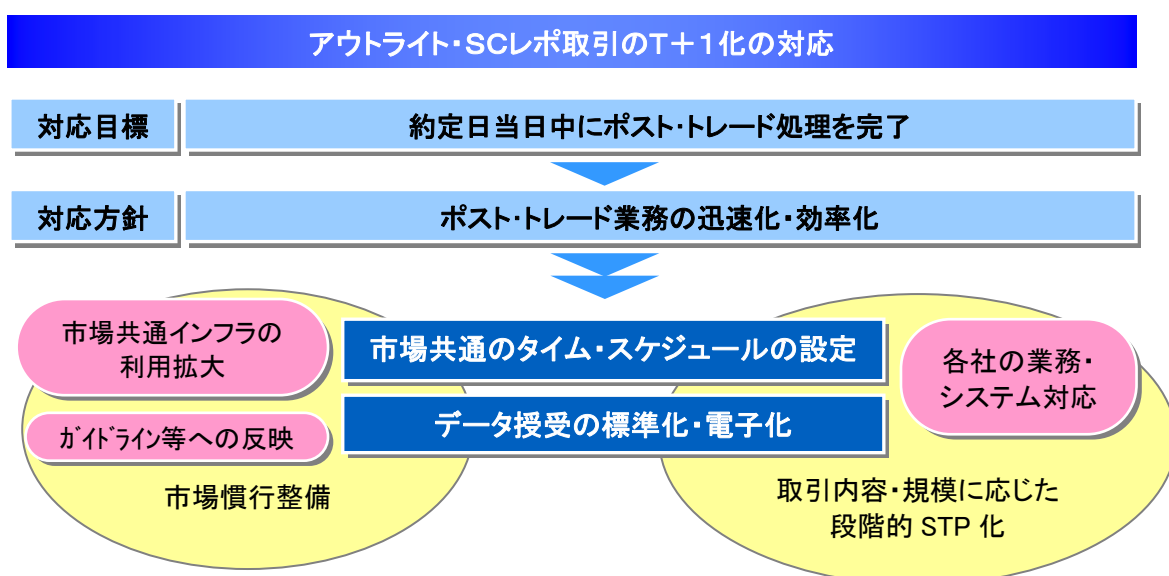 アウトライト・SCレポ取引のT+1化の対応
対応目標
約定日当日中にポスト・トレード処理を完了
対応方針
ポスト・トレード業務の迅速化・効率化
市場共通インフラの
利用拡大
市場共通のタイム・スケジュールの設定
各社の業務・
システム対応
データ授受の標準化・電子化
ガイドライン等への反映
市場慣行整備
取引内容・規模に応じた
段階的 STP 化